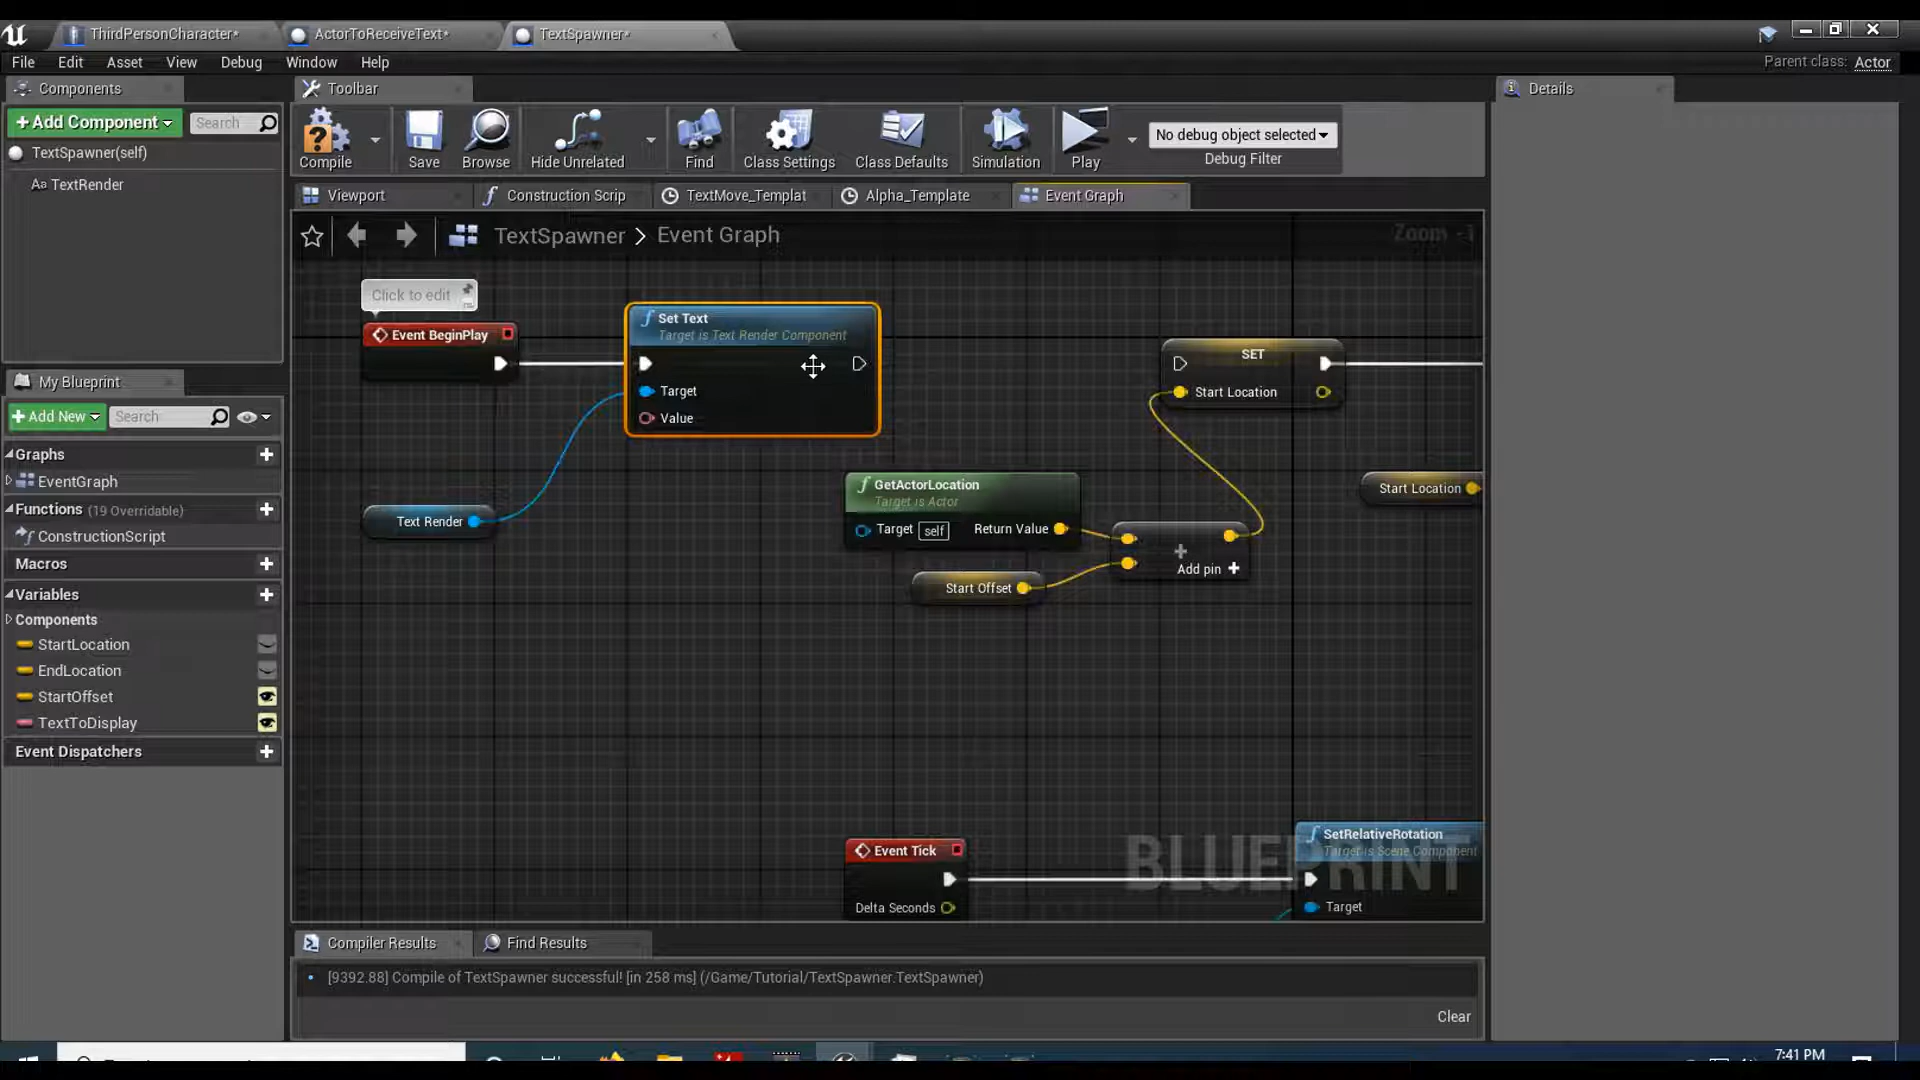 ThirdPersonCharacter*
ActorToReceiveText*
TextSpawner*
File Edit Asset View Debug Window Help
Parent class: Actor
Components
Add Component
Search
TextSpawner(self)
TextRender
Toolbar
Compile
Save
Browse
Hide Unrelated
Find
Class Settings
Class Defaults
Simulation
Play
No debug object selected
Debug Filter
Details
Viewport
Construction Scrip
TextMove_Templat
Alpha_Template
Event Graph
TextSpawner > Event Graph
Zoom -1
Click to edit
Event BeginPlay
Set Text
Target is Text Render Component
Target
Value
Text Render
SET
Start Location
GetActorLocation
Target is Actor
Target self Return Value
Start Offset
Add pin
Start Location
Event Tick
Delta Seconds
SetRelativeRotation
Target is Scene Component
Target
BLUEPRINT
My Blueprint
Add New
Search
Graphs
EventGraph
Functions (19 Overridable)
ConstructionScript
Macros
Variables
Components
StartLocation
EndLocation
StartOffset
TextToDisplay
Event Dispatchers
Compiler Results
Find Results
[9392.88] Compile of TextSpawner successful! [in 258 ms] (/Game/Tutorial/TextSpawner.TextSpawner)
Clear
7:41 PM